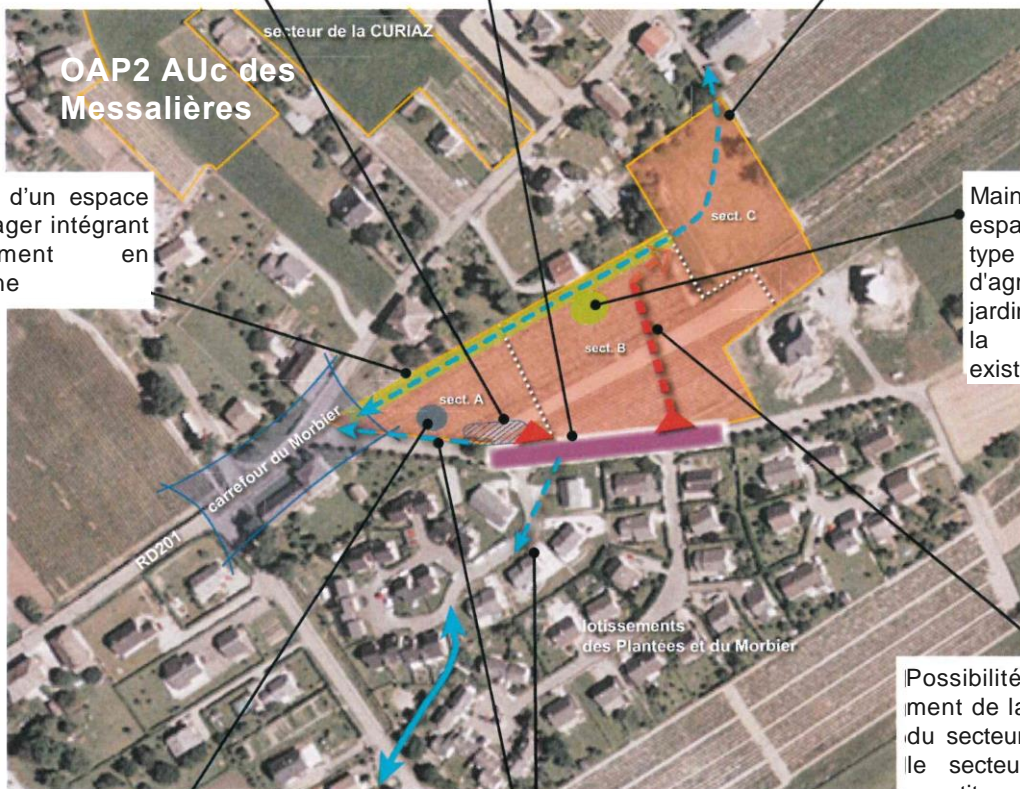 secteur de la CURIAZ
OAP2 AUc des
Messalières
d'un espace
ager intégrant
ment en
ne
Main
espa
type
d'agr
jardin
la
exist
sect. C
sect. B
sect. A
carrefour du Morbier
RD201
lotissements
des Plantées et du Morbier
Possibilité
ment de la
du secteur
le secteur